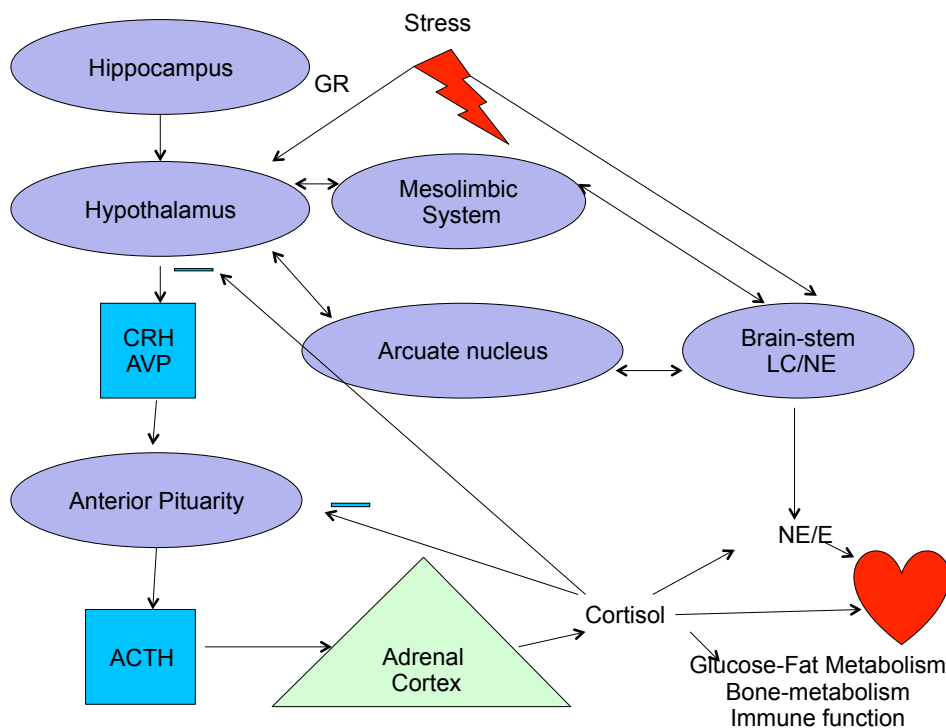 Stress
Hippocampus
GR
Hypothalamus
Mesolimbic
System
CRH
AVP
Arcuate nucleus
Brain-stem
LC/NE
Anterior Pituarity
NE/E
Cortisol
ACTH
Adrenal
Cortex
Glucose-Fat Metabolism
Bone-metabolism
Immune function